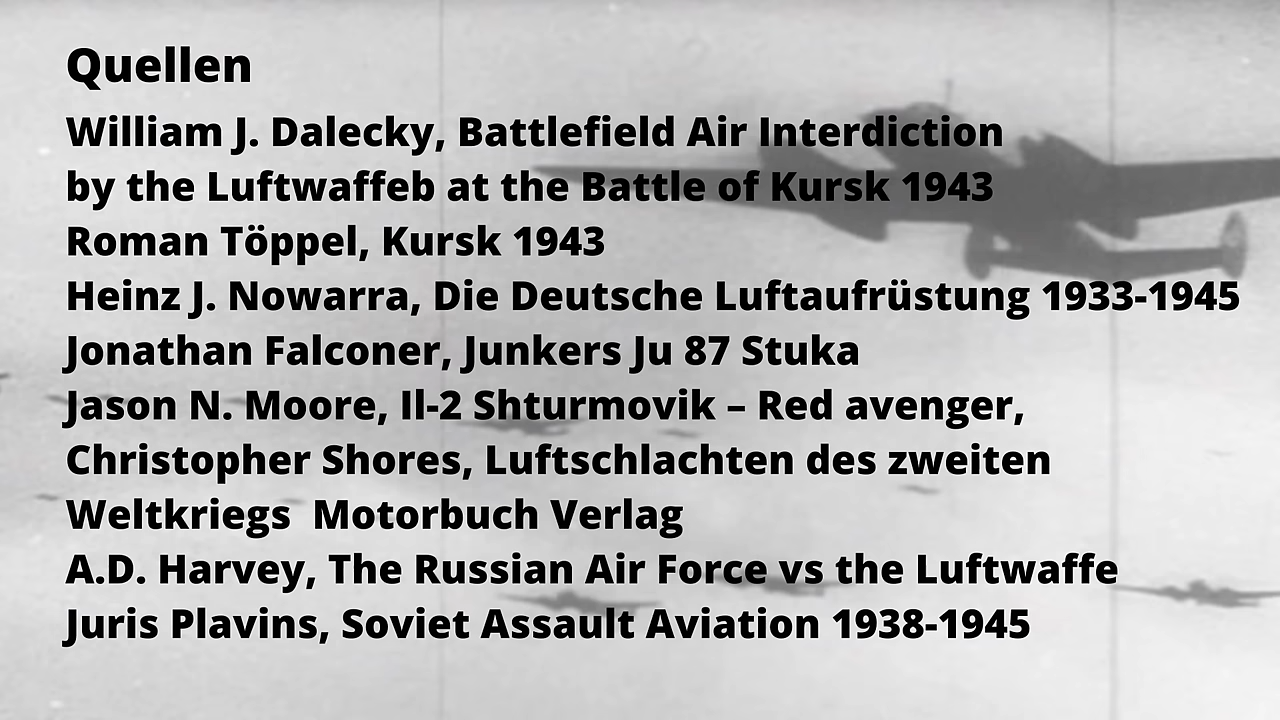 Quellen
William J. Dalecky, Battlefield Air Interdiction
by the Luftwaffeb at the Battle of Kursk 1943
Roman Töppel, Kursk 1943
Heinz J. Nowarra, Die Deutsche Luftaufrüstung 1933-1945
Jonathan Falconer, Junkers Ju 87 Stuka
Jason N. Moore, Il-2 Shturmovik – Red avenger,
Christopher Shores, Luftschlachten des zweiten
Weltkriegs  Motorbuch Verlag
A.D. Harvey, The Russian Air Force vs the Luftwaffe
Juris Plavins, Soviet Assault Aviation 1938-1945